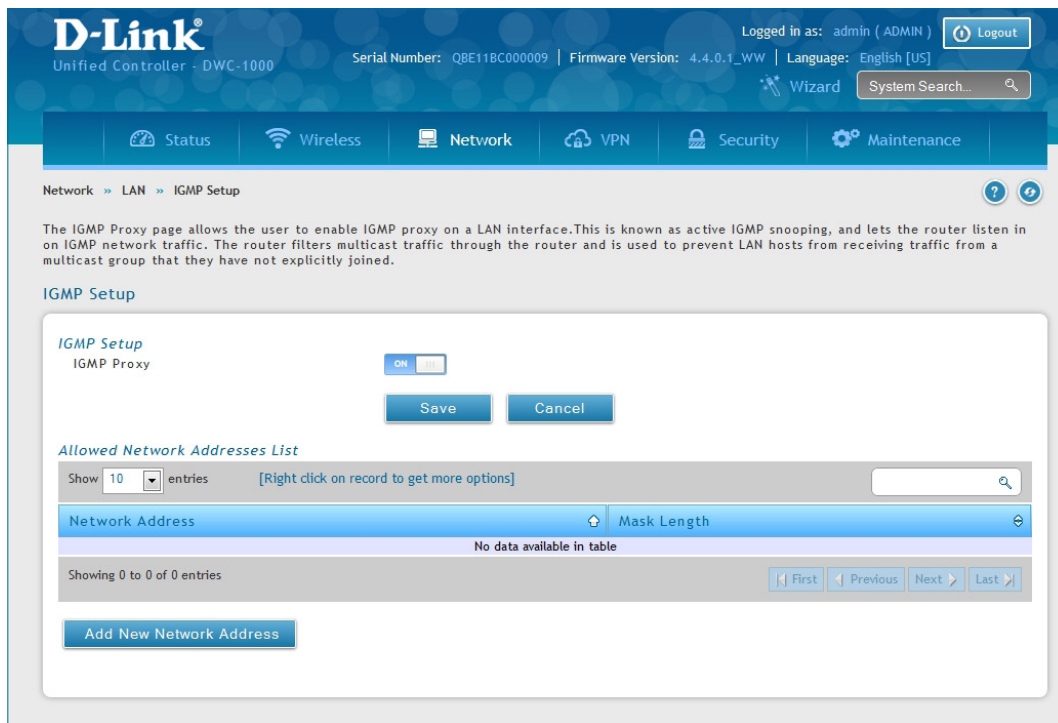 D-Link®
Logged in as: admin ( ADMIN ) Logout
Unified Controller - DWC-1000
Serial Number: QBE11BC000009 | Firmware Version: 4.4.0.1_WW | Language: English [US]
Wizard System Search...
Status Wireless Network VPN Security Maintenance
Network » LAN » IGMP Setup
The IGMP Proxy page allows the user to enable IGMP proxy on a LAN interface.This is known as active IGMP snooping, and lets the router listen in
on IGMP network traffic. The router filters multicast traffic through the router and is used to prevent LAN hosts from receiving traffic from a
multicast group that they have not explicitly joined.
IGMP Setup
IGMP Setup
IGMP Proxy ON
Save Cancel
Allowed Network Addresses List
Show 10 entries [Right click on record to get more options]
Network Address Mask Length
No data available in table
Showing 0 to 0 of 0 entries First Previous Next Last
Add New Network Address